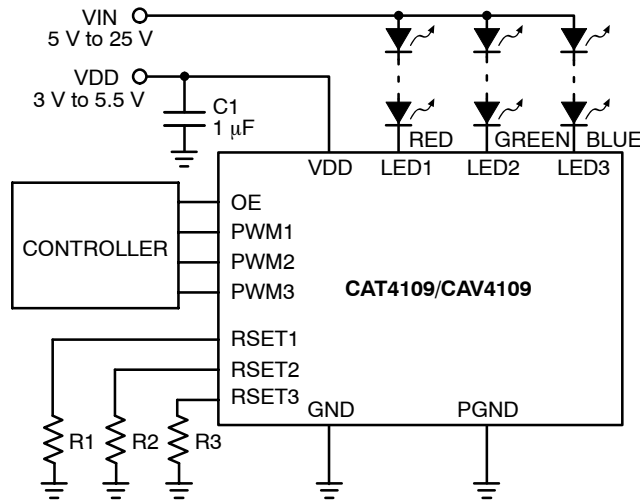 VIN
5 V to 25 V
VDD
3 V to 5.5 V
C1
1 μF
RED
GREEN
BLUE
VDD
LED1
LED2
LED3
CONTROLLER
OE
PWM1
PWM2
PWM3
CAT4109/CAV4109
RSET1
RSET2
RSET3
GND
PGND
R1
R2
R3